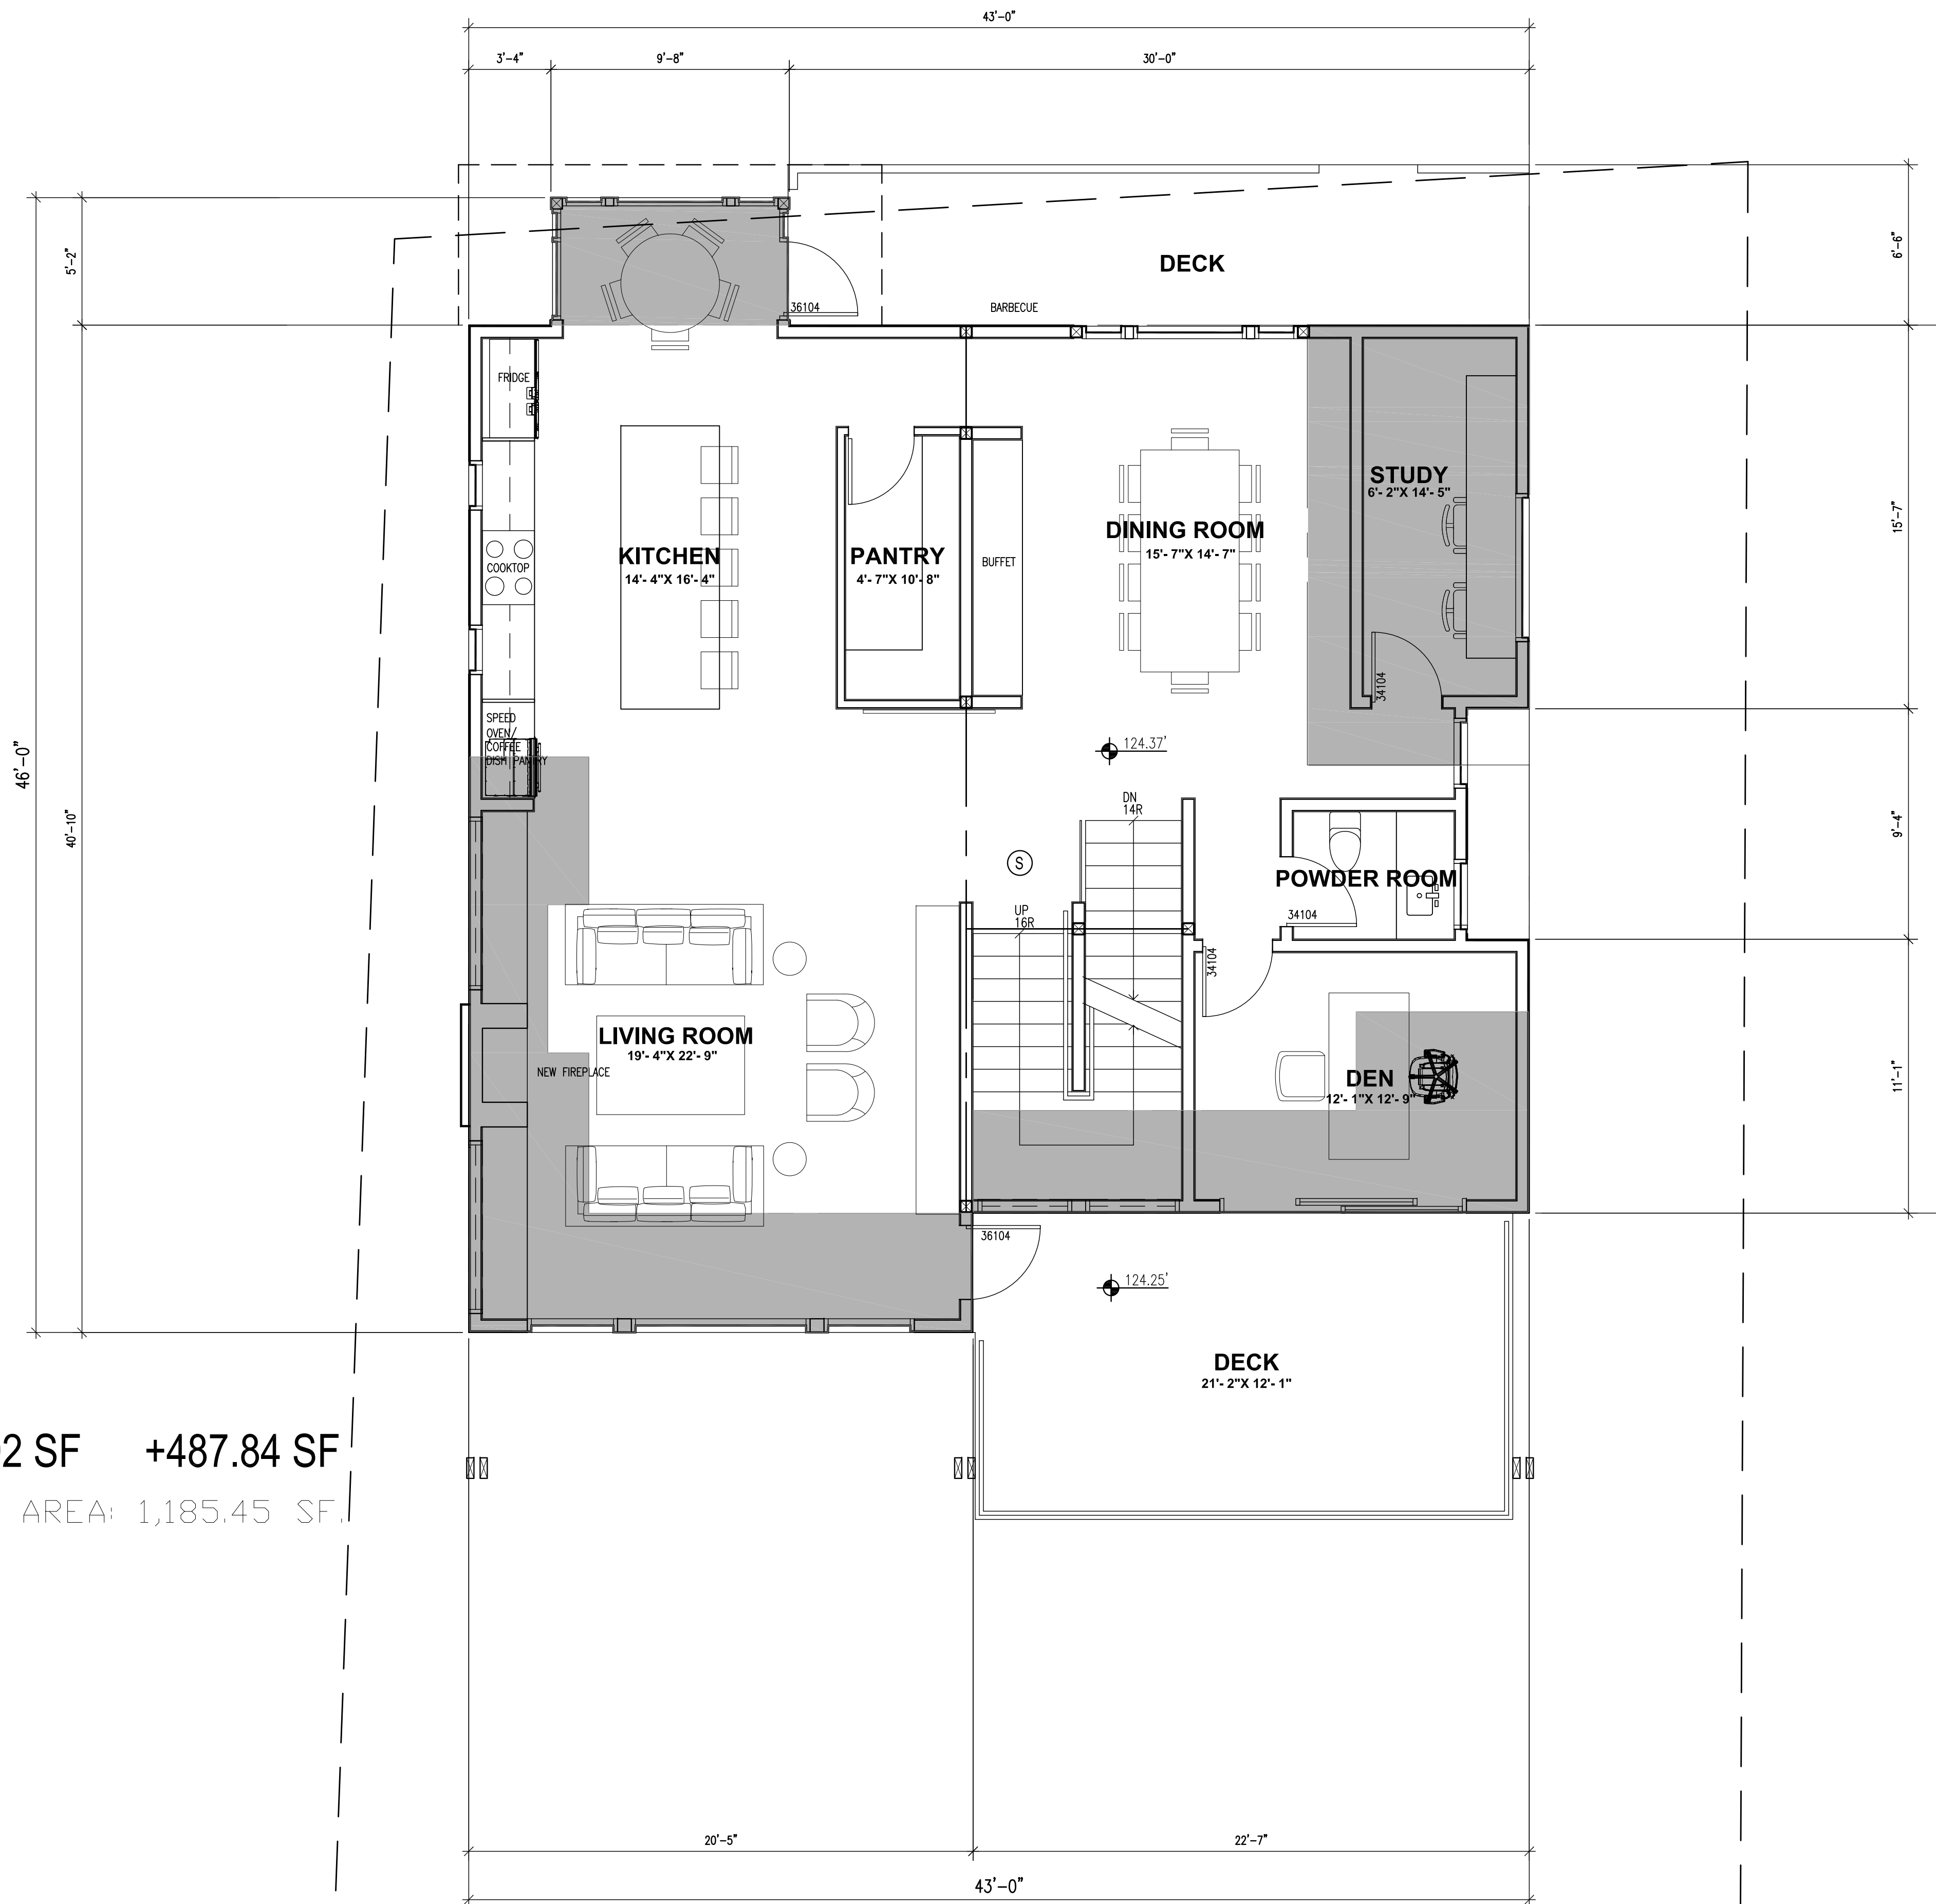 43'-0"
3'-4"
9'-8"
30'-0"
5'-2"
6'-6"
DECK
36104
BARBECUE
FRIDGE
STUDY
6'- 2"X 14'- 5"
15'-7"
DINING ROOM
15'- 7"X 14'- 7"
KITCHEN
14'- 4"X 16'- 4"
PANTRY
4'- 7"X 10'- 8"
BUFFET
COOKTOP
34104
SPEED
OVEN/
COFFEE
DISH PANTRY
124.37'
46'-0"
40'-10"
DN
14R
9'-4"
S
POWDER ROOM
UP
16R
34104
34104
LIVING ROOM
19'- 4"X 22'- 9"
NEW FIREPLACE
DEN
12'- 1"X 12'- 9"
11'-1"
36104
124.25'
DECK
21'- 2"X 12'- 1"
2 SF +487.84 SF
AREA: 1,185.45 SF.
20'-5"
22'-7"
43'-0"